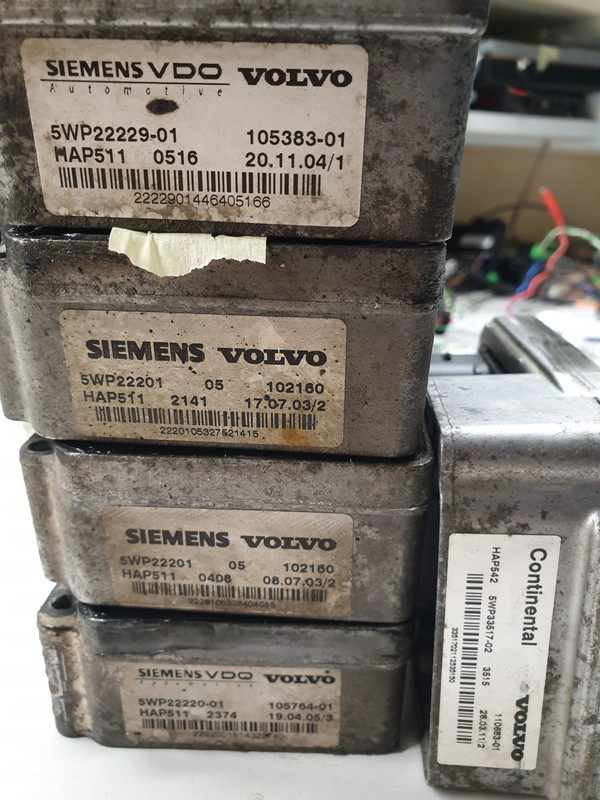 SIEMENS VDO VOLVO
Automotive
5WP22229-01 105383-01
HAP511 0516 20.11.04/1
2222901446405166
SIEMENS VOLVO
5WP22201 05 102160
HAP511 2141 17.07.03/2
2220105327521415
SIEMENS VOLVO
5WP22201 05 102160
HAP511 0408 08.07.03/2
SIEMENS VDO VOLVO
Automotive
5WP22220-01 105764-01
HAP511 2374 19.04.05/3
Continental VOLVO
HAP542 5WP33517-02 3515 110683-01
28.03.11/2